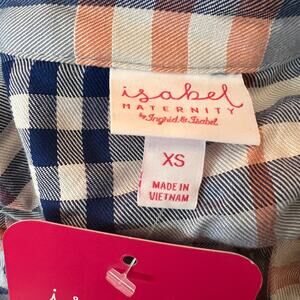 isabel
MATERNITY
by Ingrid & Isabel
XS
MADE IN
VIETNAM